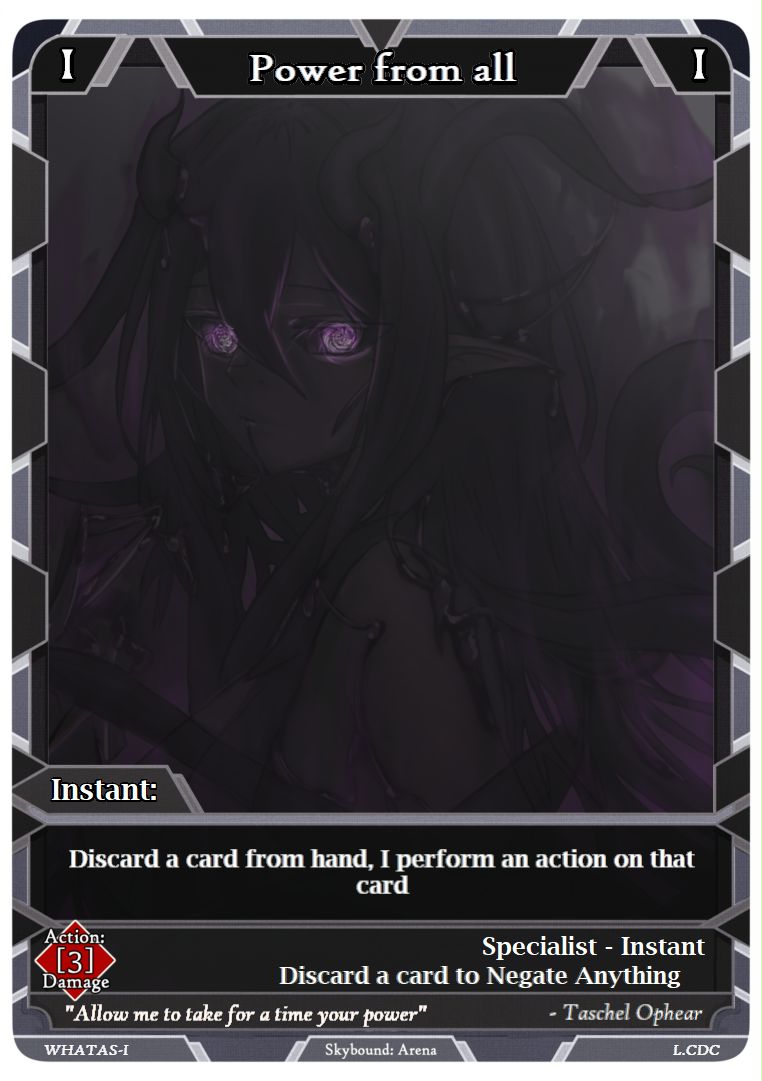 I
Power from all
I
Instant:
Discard a card from hand, I perform an action on that
card
Action:
[3]
Damage
Specialist - Instant
Discard a card to Negate Anything
"Allow me to take for a time your power"
- Taschel Ophear
WHATAS-I
Skybound: Arena
L.CDC